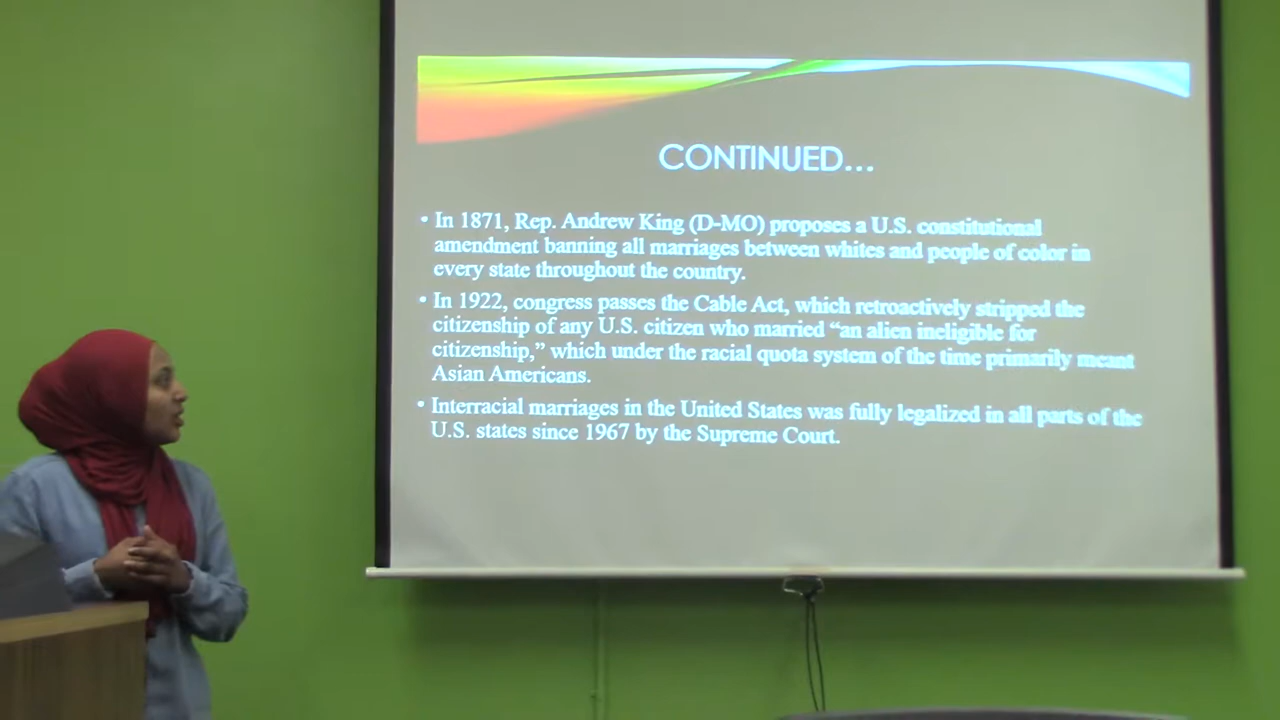 CONTINUED...
• In 1871, Rep. Andrew King (D-MO) proposes a U.S. constitutional
amendment banning all marriages between whites and people of color in
every state throughout the country.
• In 1922, congress passes the Cable Act, which retroactively stripped the
citizenship of any U.S. citizen who married “an alien ineligible for
citizenship,” which under the racial quota system of the time primarily meant
Asian Americans.
• Interracial marriages in the United States was fully legalized in all parts of the
U.S. states since 1967 by the Supreme Court.